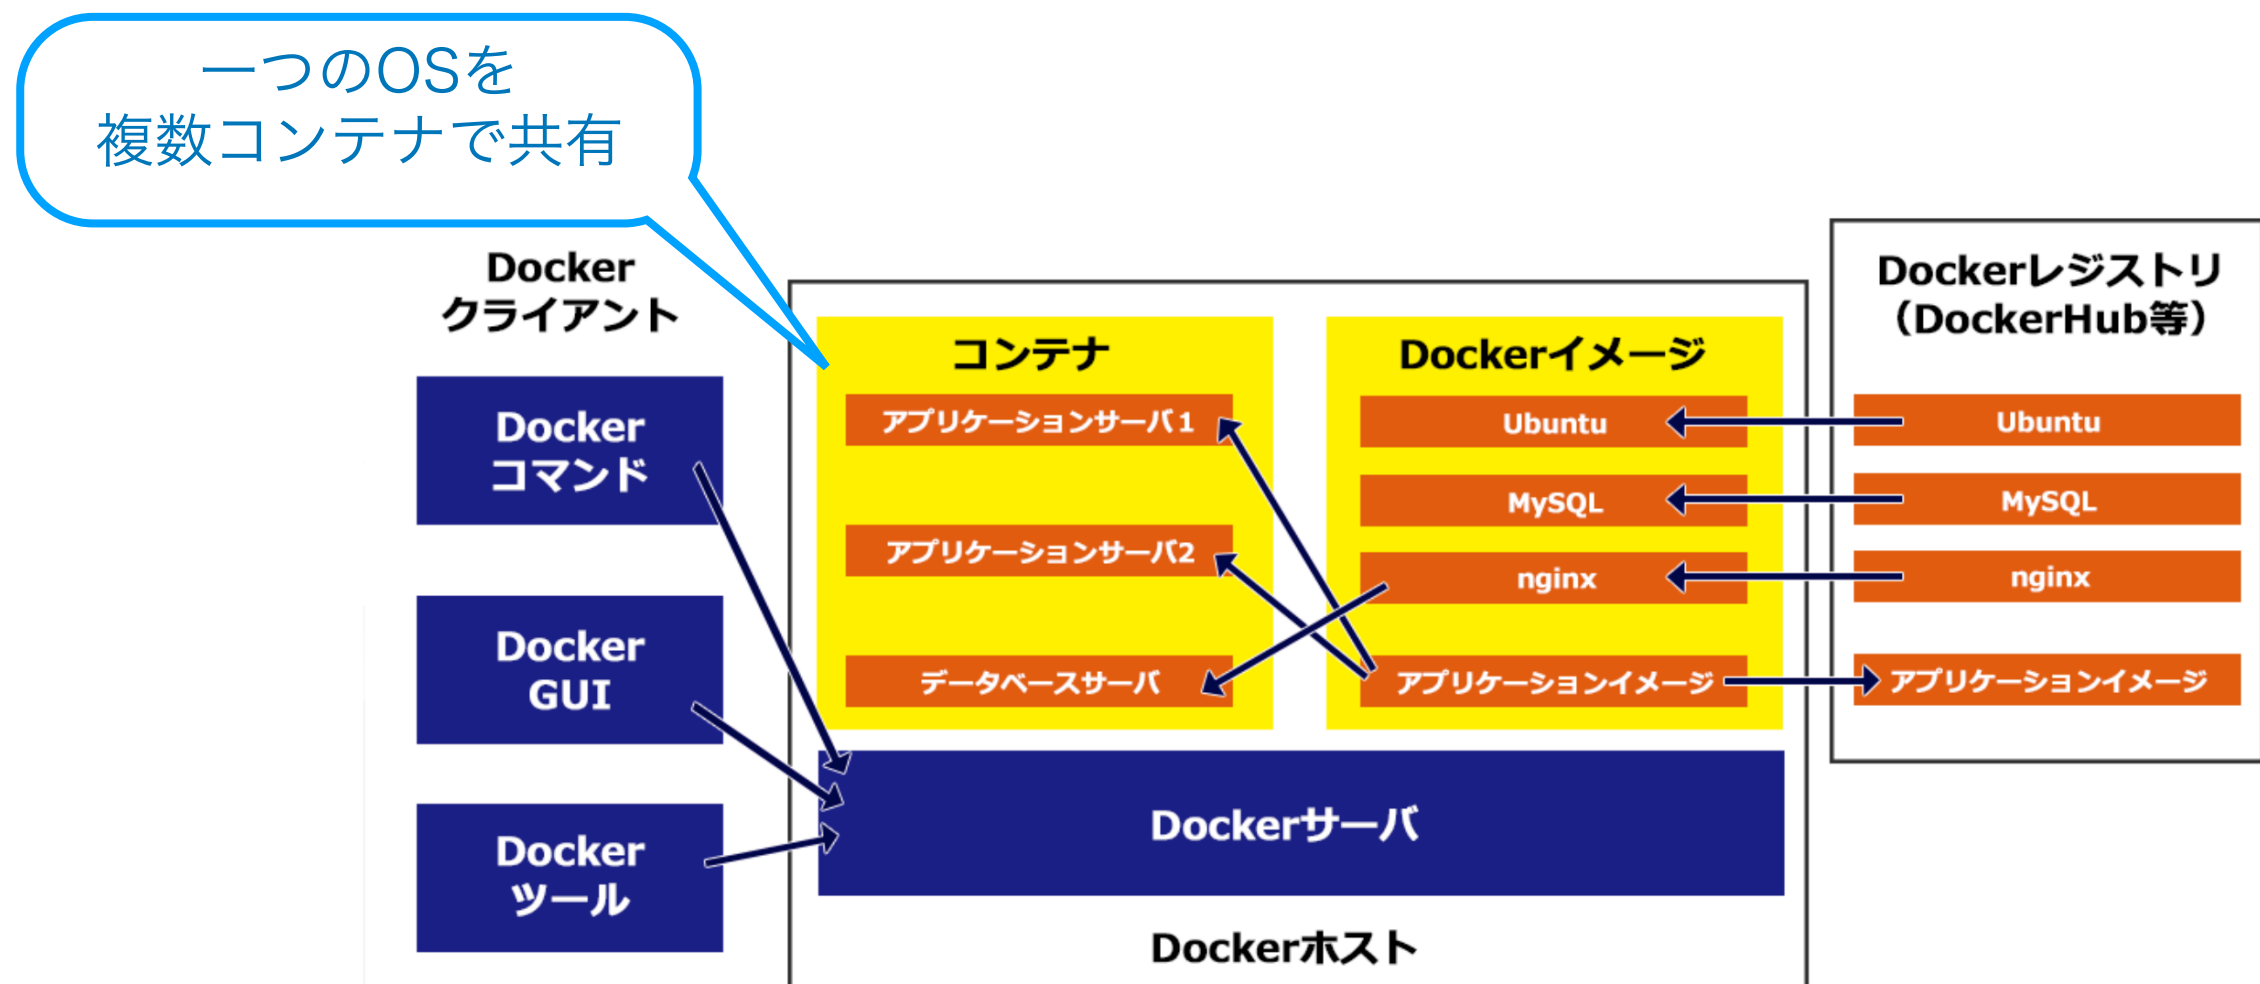 一つのOSを
複数コンテナで共有
Docker
クライアント
Docker
コマンド
Docker
GUI
Docker
ツール
コンテナ
アプリケーションサーバ1
アプリケーションサーバ2
データベースサーバ
Dockerイメージ
Ubuntu
MySQL
nginx
アプリケーションイメージ
Dockerサーバ
Dockerホスト
Dockerレジストリ
（DockerHub等）
Ubuntu
MySQL
nginx
アプリケーションイメージ